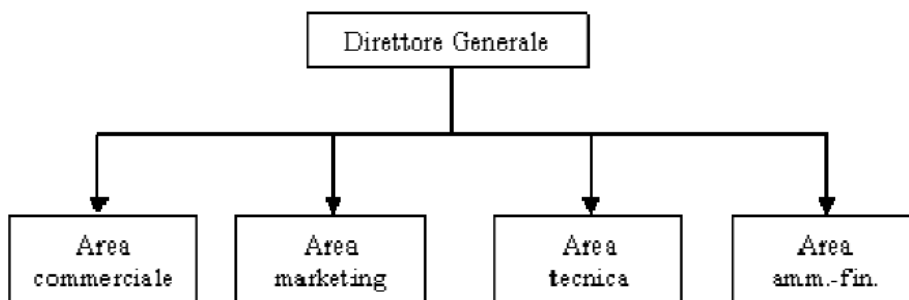 Direttore Generale
Area
commerciale
Area
marketing
Area
tecnica
Area
amm.-fin.